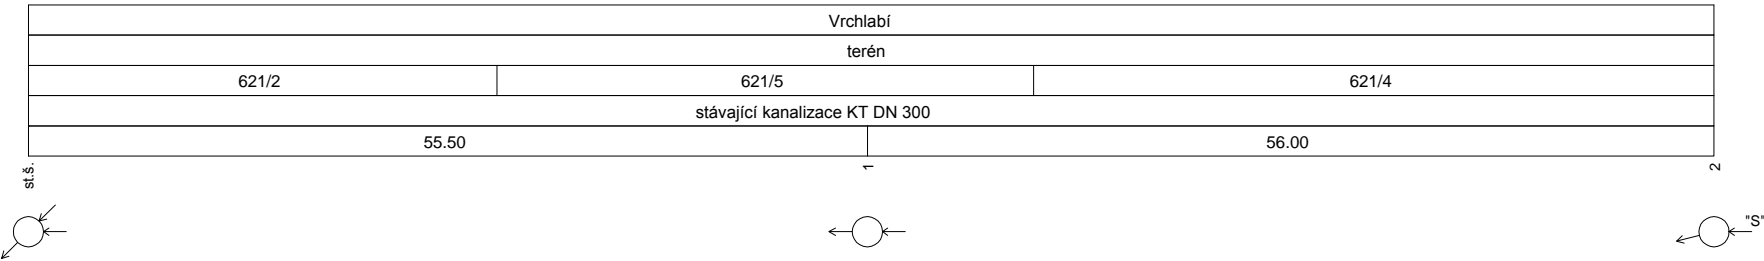 Vrchlabí
terén
621/2 621/5 621/4
stávající kanalizace KT DN 300
55.50 56.00
st.š. 1 2
"S"